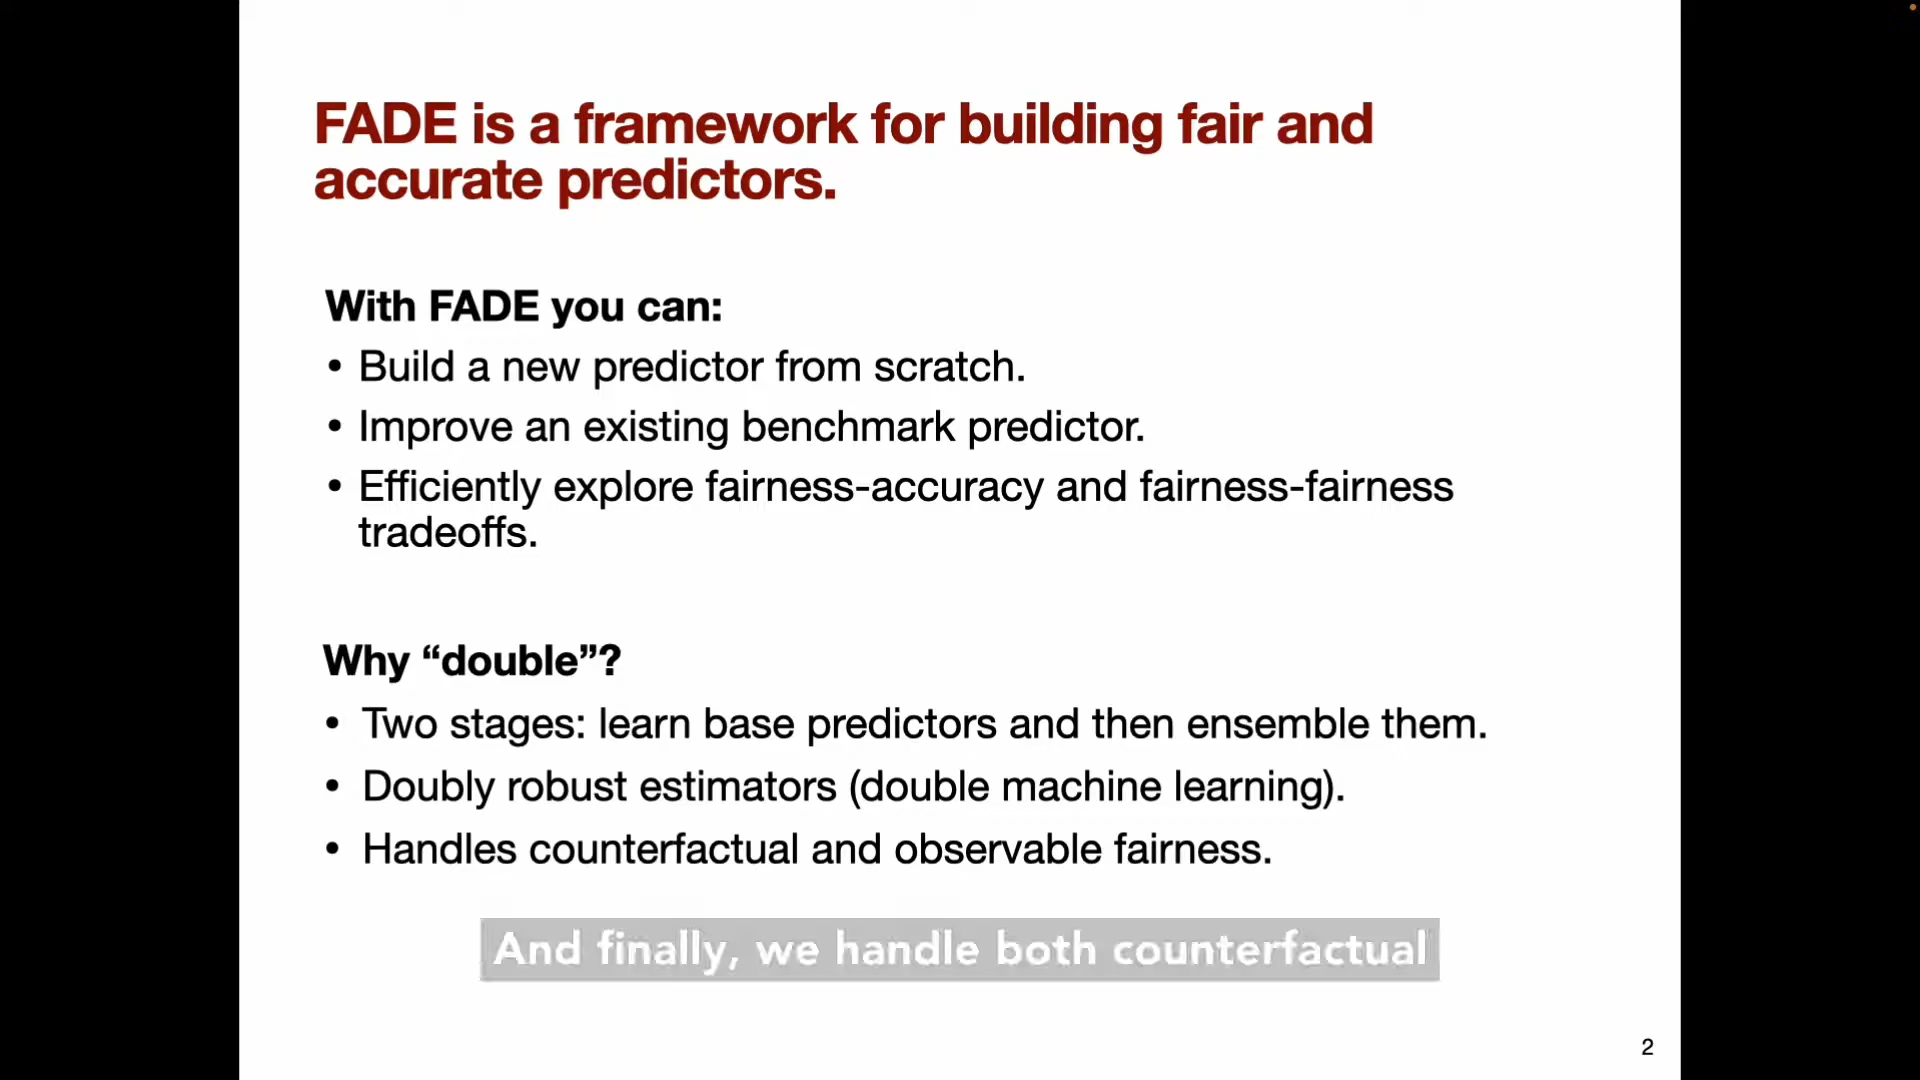 FADE is a framework for building fair and
accurate predictors.
With FADE you can:
• Build a new predictor from scratch.
• Improve an existing benchmark predictor.
• Efficiently explore fairness-accuracy and fairness-fairness
tradeoffs.
Why “double”?
• Two stages: learn base predictors and then ensemble them.
• Doubly robust estimators (double machine learning).
• Handles counterfactual and observable fairness.
And finally, we handle both counterfactual
2